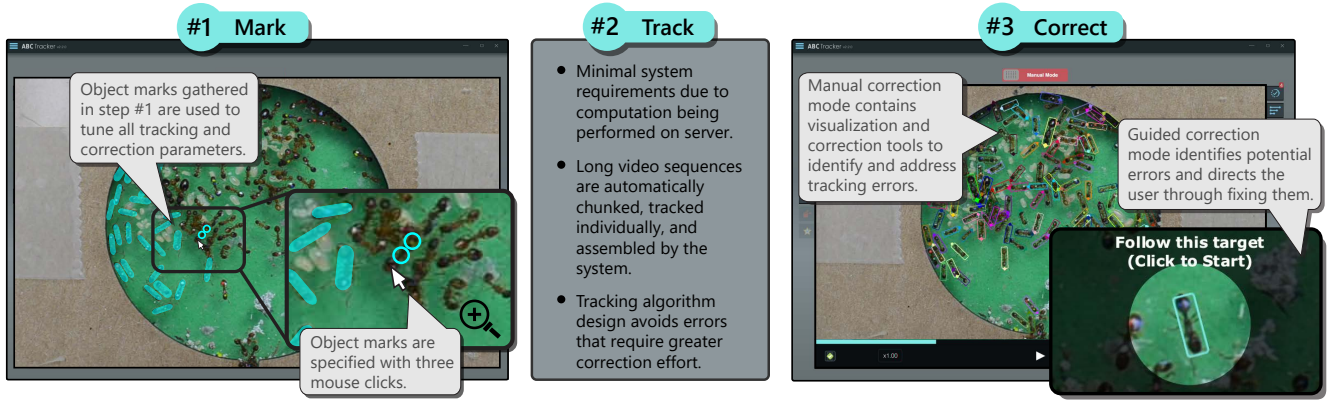 #1 Mark
ABC Tracker
Object marks gathered
in step #1 are used to
tune all tracking and
correction parameters.
Object marks are
specified with three
mouse clicks.
#2 Track
• Minimal system
requirements due to
computation being
performed on server.
• Long video sequences
are automatically
chunked, tracked
individually, and
assembled by the
system.
• Tracking algorithm
design avoids errors
that require greater
correction effort.
#3 Correct
ABC Tracker
Manual Mode
Manual correction
mode contains
visualization and
correction tools to
identify and address
tracking errors.
Guided correction
mode identifies potential
errors and directs the
user through fixing them.
Follow this target
(Click to Start)
x1.00